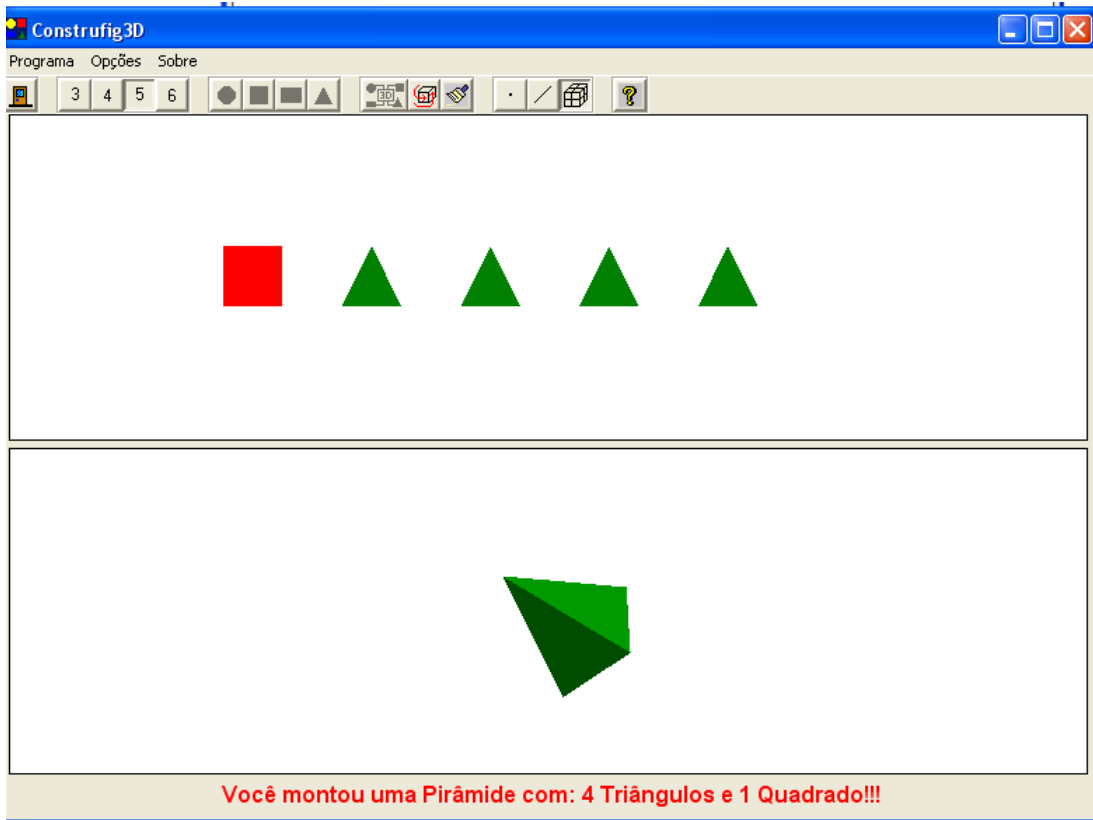 Construfig3D
Programa Opções Sobre
3 4 5 6 3D ?
Você montou uma Pirâmide com: 4 Triângulos e 1 Quadrado!!!